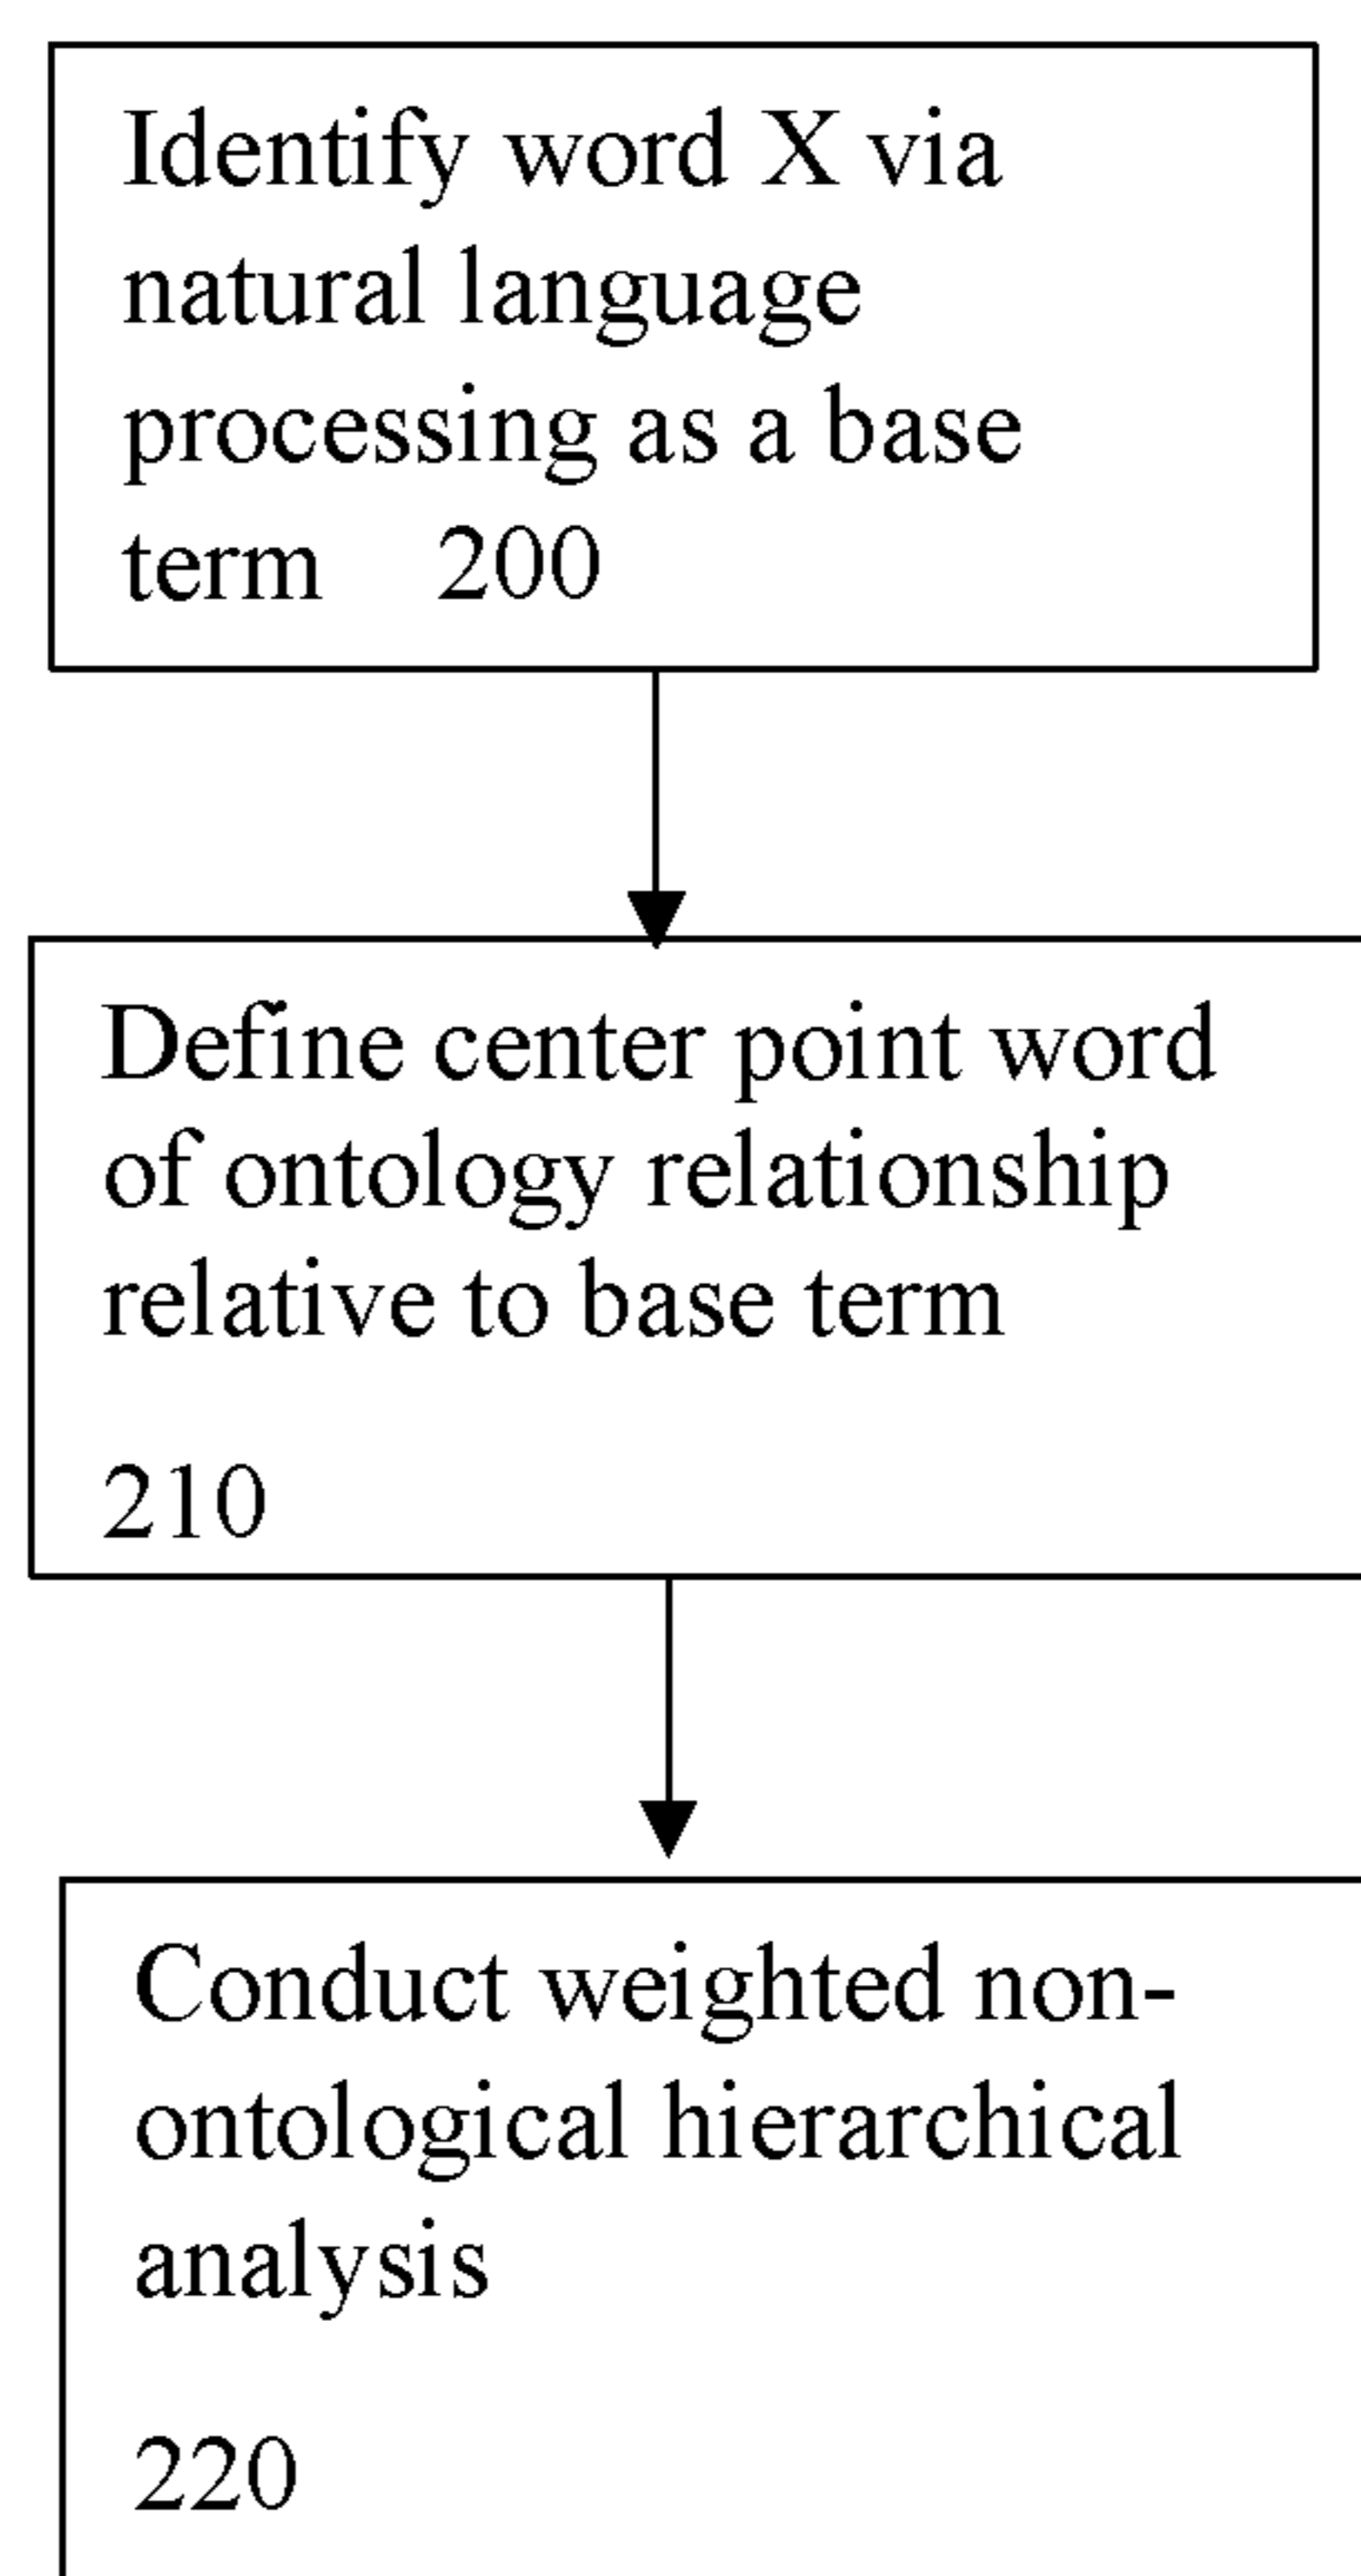 Identify word X via
natural language
processing as a base
term 200
Define center point word
of ontology relationship
relative to base term
210
Conduct weighted non-
ontological hierarchical
analysis
220